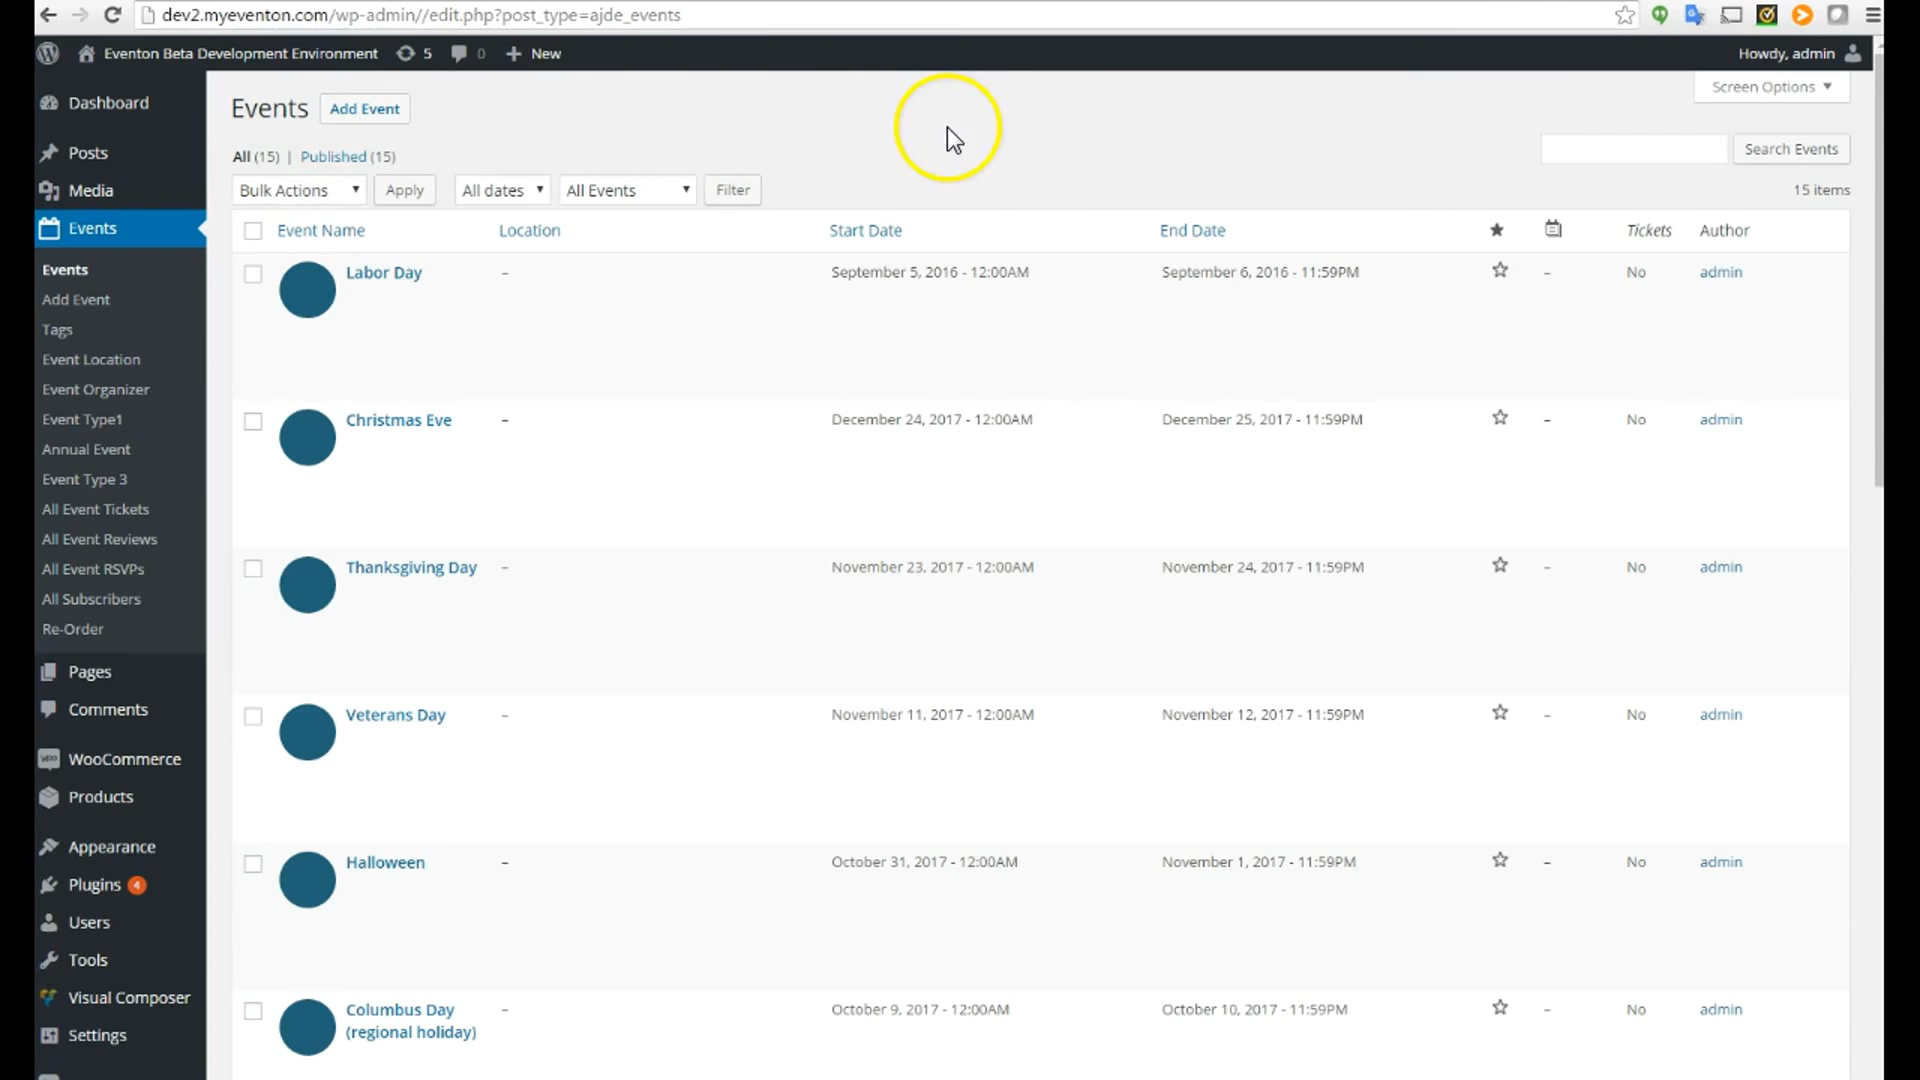 dev2.myeventon.com/wp-admin//edit.php?post_type=ajde_events
Eventon Beta Development Environment 5 0 + New Howdy, admin
Screen Options ▼
Dashboard
Posts
Media
Events
Events
Add Event
Tags
Event Location
Event Organizer
Event Type1
Annual Event
Event Type 3
All Event Tickets
All Event Reviews
All Event RSVPs
All Subscribers
Re-Order
Pages
Comments
WooCommerce
Products
Appearance
Plugins 4
Users
Tools
Visual Composer
Settings
Events Add Event
All (15) | Published (15)
Search Events
Bulk Actions Apply All dates All Events Filter 15 items
Event Name Location Start Date End Date Tickets Author
Labor Day – September 5, 2016 - 12:00AM September 6, 2016 - 11:59PM – No admin
Christmas Eve – December 24, 2017 - 12:00AM December 25, 2017 - 11:59PM – No admin
Thanksgiving Day – November 23, 2017 - 12:00AM November 24, 2017 - 11:59PM – No admin
Veterans Day – November 11, 2017 - 12:00AM November 12, 2017 - 11:59PM – No admin
Halloween – October 31, 2017 - 12:00AM November 1, 2017 - 11:59PM – No admin
Columbus Day – October 9, 2017 - 12:00AM October 10, 2017 - 11:59PM – No admin
(regional holiday)